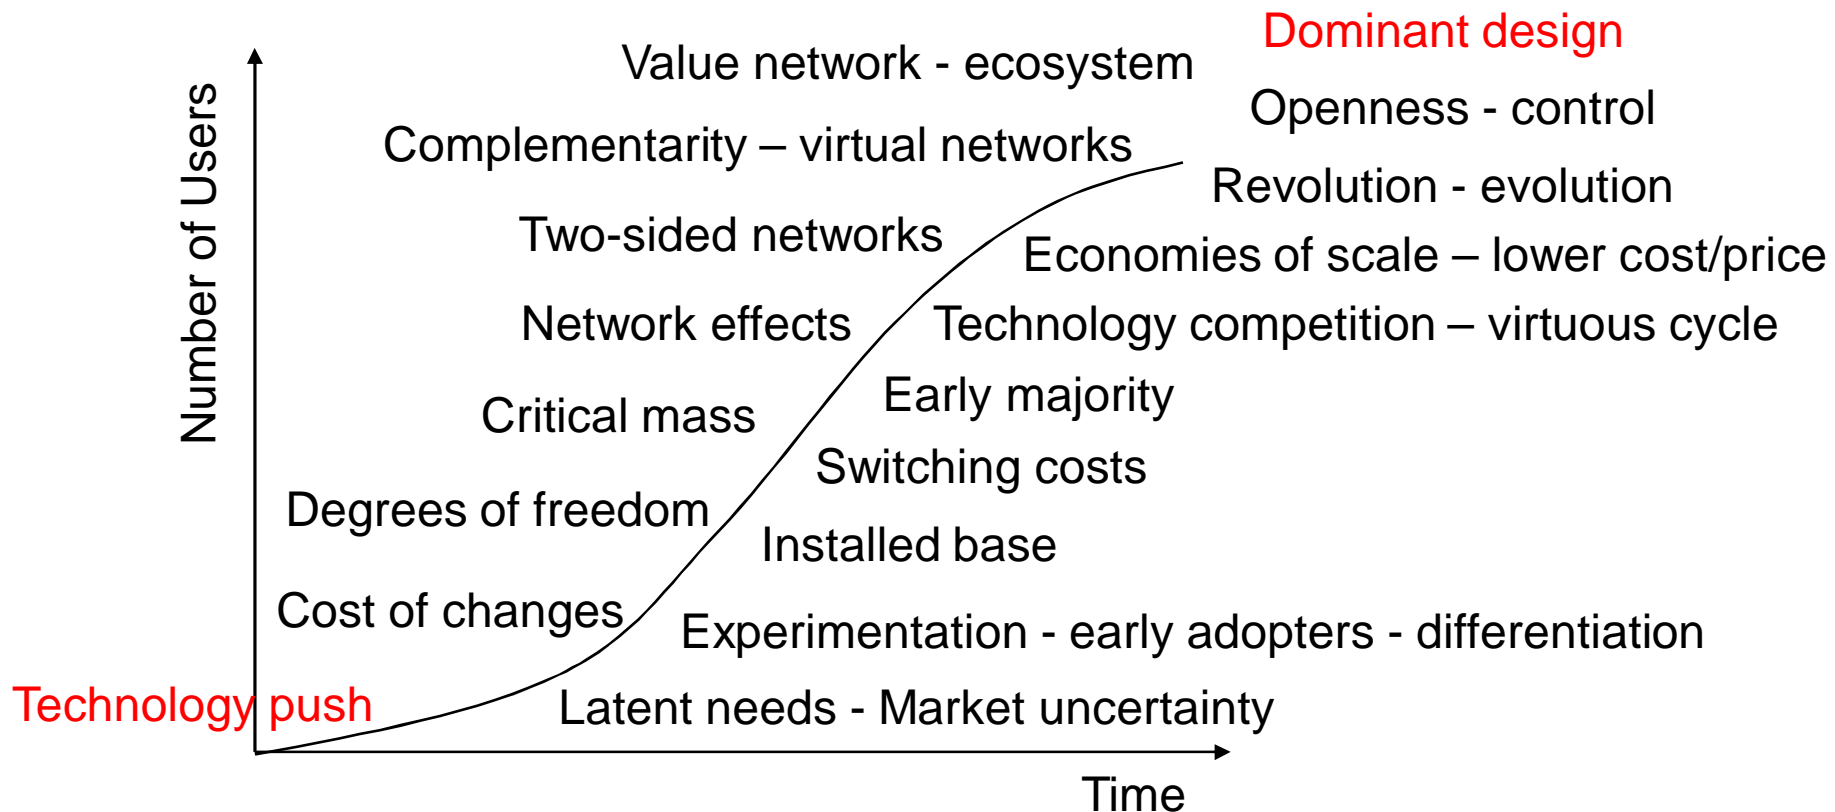 Dominant design
Value network - ecosystem
Openness - control
Complementarity – virtual networks
Revolution - evolution
Two-sided networks
Economies of scale – lower cost/price
Network effects
Technology competition – virtuous cycle
Early majority
Critical mass
Switching costs
Degrees of freedom
Installed base
Cost of changes
Experimentation - early adopters - differentiation
Technology push
Latent needs - Market uncertainty
Number of Users
Time